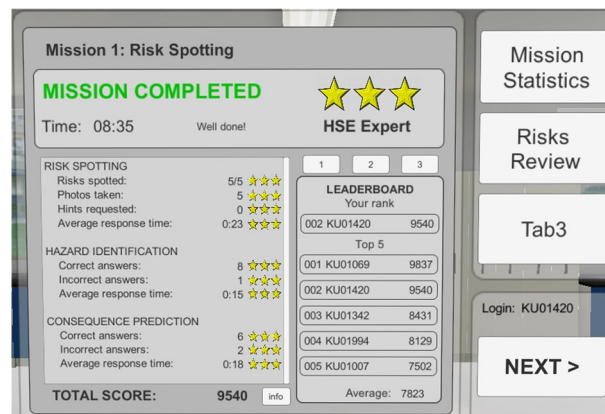 Mission 1: Risk Spotting
MISSION COMPLETED
Time: 08:35
Well done!
HSE Expert
RISK SPOTTING
Risks spotted: 5/5
Photos taken: 5
Hints requested: 0
Average response time: 0:23
HAZARD IDENTIFICATION
Correct answers: 8
Incorrect answers: 1
Average response time: 0:15
CONSEQUENCE PREDICTION
Correct answers: 6
Incorrect answers: 2
Average response time: 0:18
TOTAL SCORE: 9540 info
1 2 3
LEADERBOARD
Your rank
002 KU01420 9540
Top 5
001 KU01069 9837
002 KU01420 9540
003 KU01342 8431
004 KU01994 8129
005 KU01007 7502
Average: 7823
Mission
Statistics
Risks
Review
Tab3
Login: KU01420
NEXT >